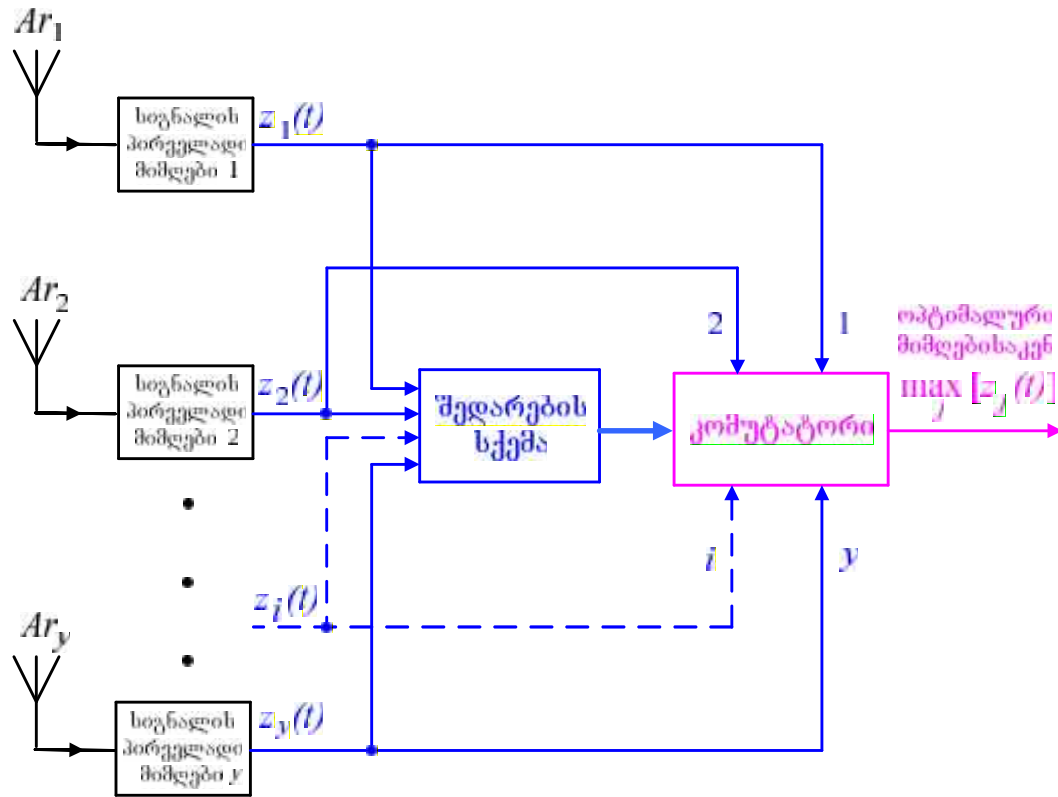 Ar1
სიგნალის
პირველადი
მიმღები 1
z1(t)
Ar2
სიგნალის
პირველადი
მიმღები 2
z2(t)
2
1
ოპტიმალური
მიმღებისაკენ
max [zj(t)]
j
შედარების
სქემა
კომუტატორი
i
y
zi(t)
Ary
სიგნალის
პირველადი
მიმღები y
zy(t)